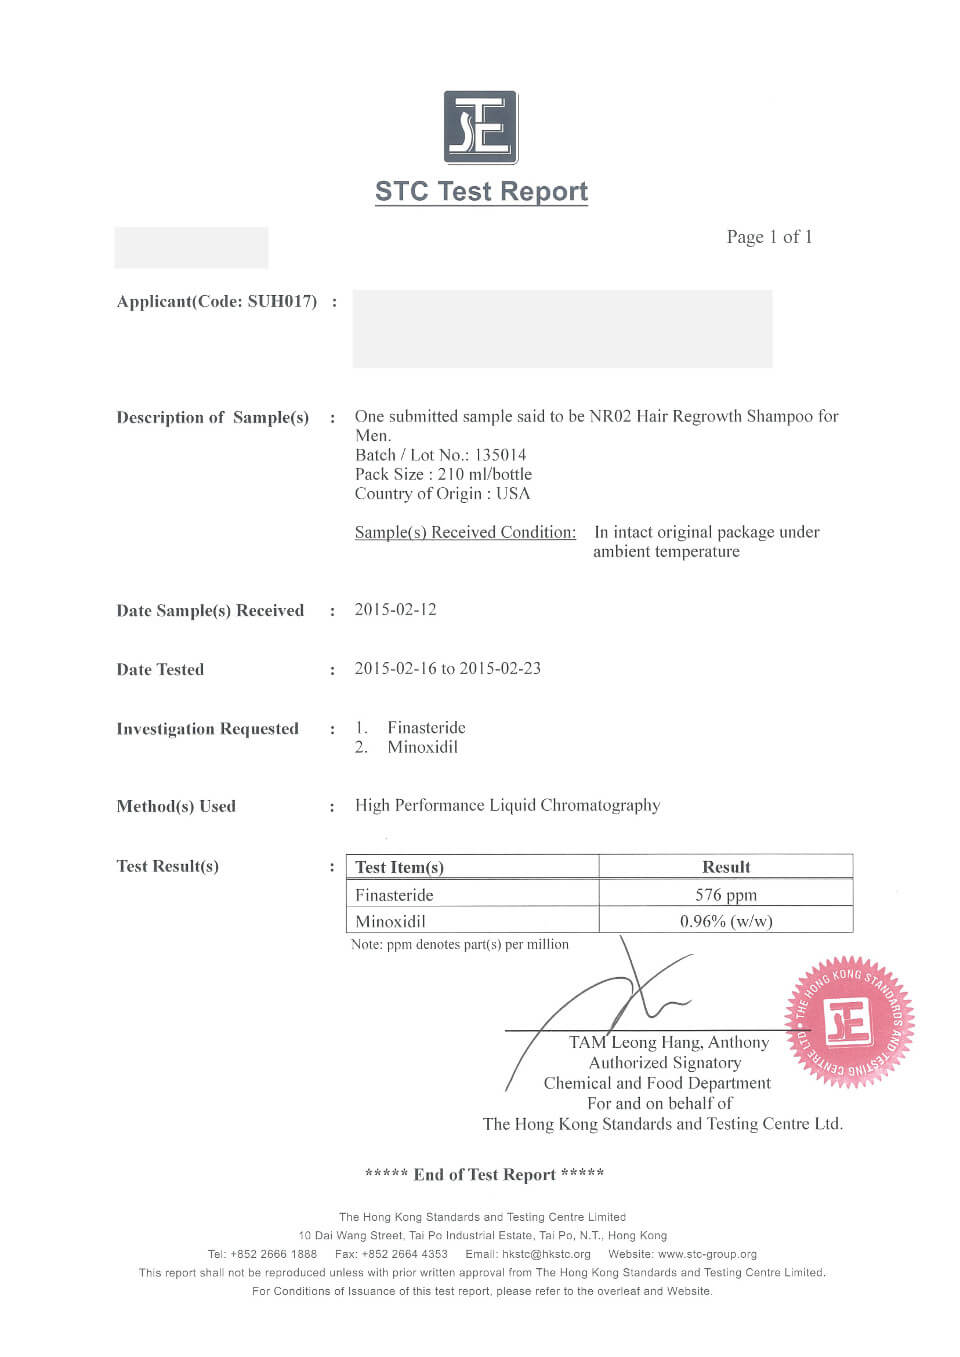 STC
STC Test Report
Page 1 of 1
Applicant(Code: SUH017) :
Description of Sample(s) : One submitted sample said to be NR02 Hair Regrowth Shampoo for
Men.
Batch / Lot No.: 135014
Pack Size : 210 ml/bottle
Country of Origin : USA
Sample(s) Received Condition: In intact original package under
ambient temperature
Date Sample(s) Received : 2015-02-12
Date Tested : 2015-02-16 to 2015-02-23
Investigation Requested : 1. Finasteride
2. Minoxidil
Method(s) Used : High Performance Liquid Chromatography
Test Result(s) : Test Item(s) Result
Finasteride 576 ppm
Minoxidil 0.96% (w/w)
Note: ppm denotes part(s) per million
THE HONG KONG STANDARDS AND TESTING CENTRE LTD
STC
TAM Leong Hang, Anthony
Authorized Signatory
Chemical and Food Department
For and on behalf of
The Hong Kong Standards and Testing Centre Ltd.
***** End of Test Report *****
The Hong Kong Standards and Testing Centre Limited
10 Dai Wang Street, Tai Po Industrial Estate, Tai Po, N.T., Hong Kong
Tel: +852 2666 1888 Fax: +852 2664 4353 Email: hkstc@hkstc.org Website: www.stc-group.org
This report shall not be reproduced unless with prior written approval from The Hong Kong Standards and Testing Centre Limited.
For Conditions of Issuance of this test report, please refer to the overleaf and Website.